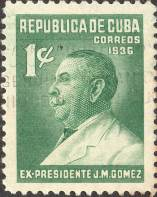 REPUBLICA DE CUBA
1¢ CORREOS
1936
EX-PRESIDENTE J.M.GOMEZ